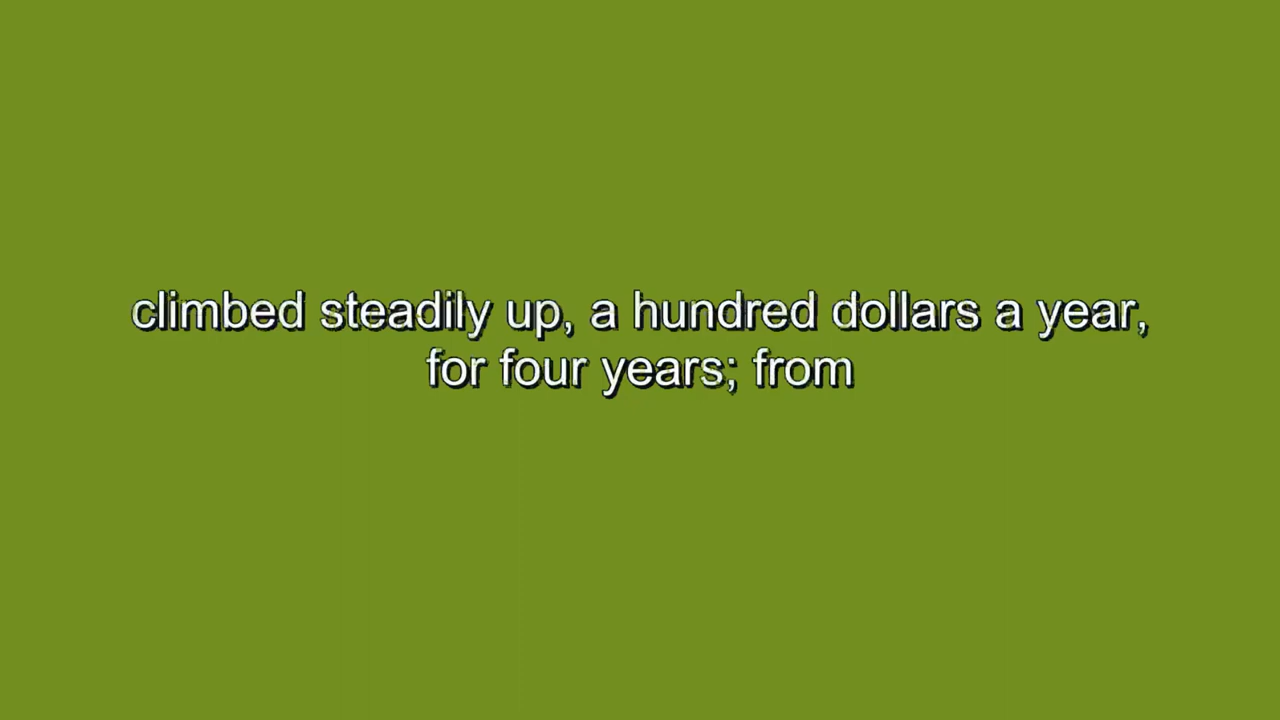 climbed steadily up, a hundred dollars a year,
for four years; from